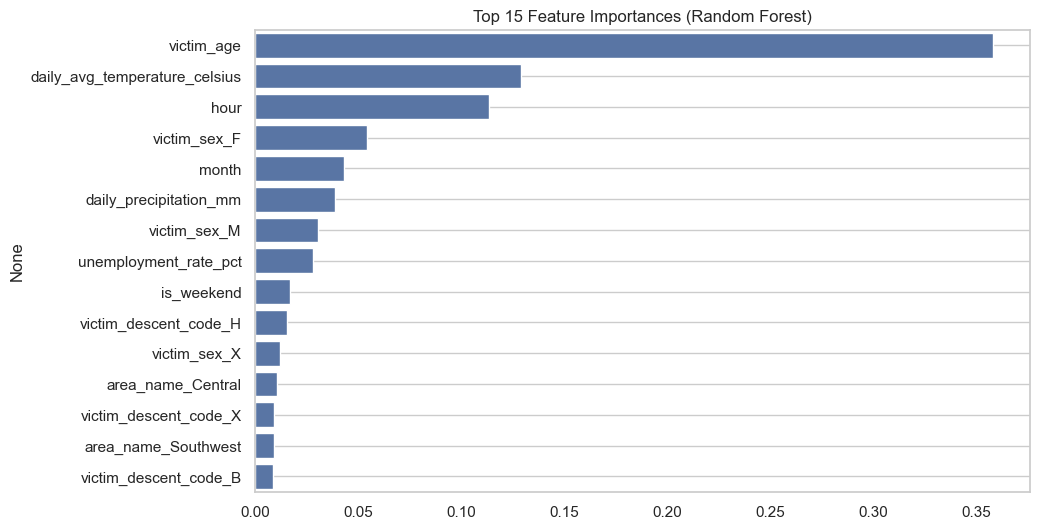 Top 15 Feature Importances (Random Forest)
None
victim_age
daily_avg_temperature_celsius
hour
victim_sex_F
month
daily_precipitation_mm
victim_sex_M
unemployment_rate_pct
is_weekend
victim_descent_code_H
victim_sex_X
area_name_Central
victim_descent_code_X
area_name_Southwest
victim_descent_code_B
0.00 0.05 0.10 0.15 0.20 0.25 0.30 0.35